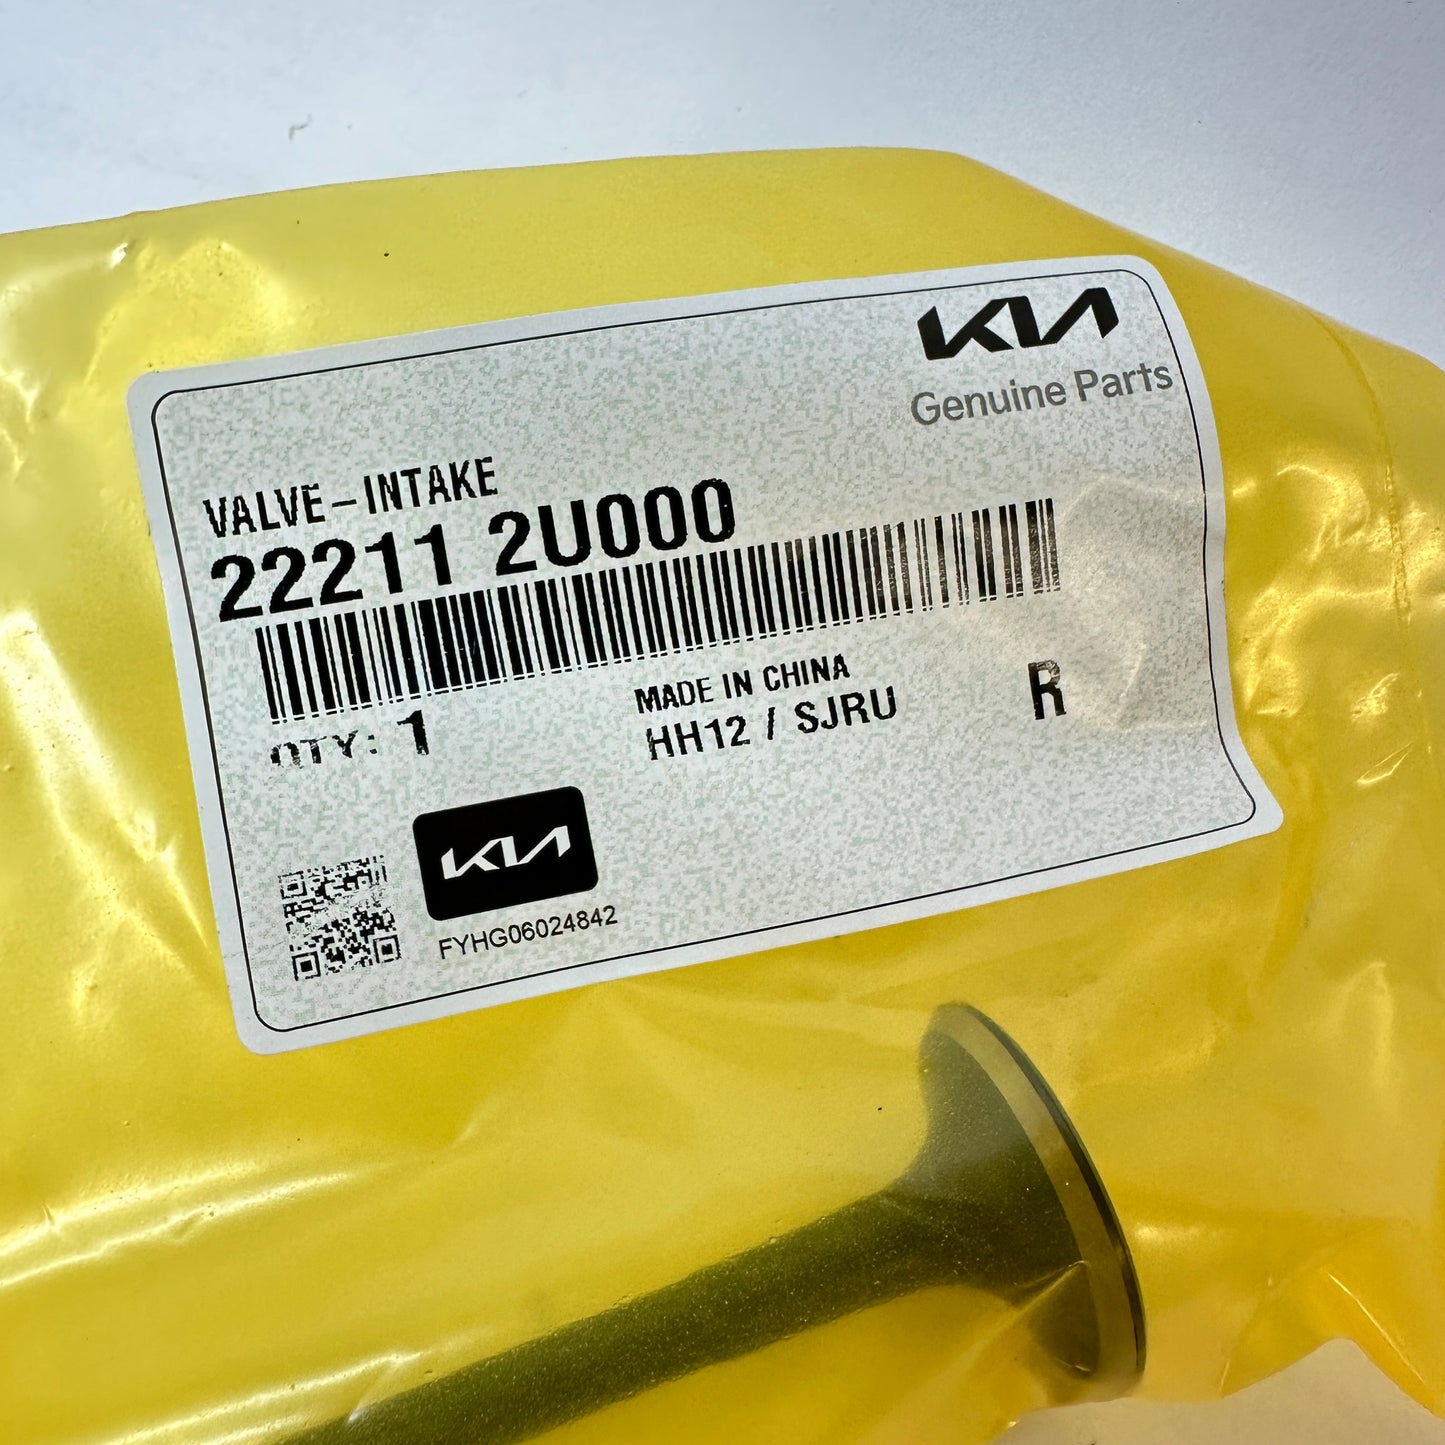 KIA
Genuine Parts
VALVE-INTAKE
22211 2U000
QTY: 1
MADE IN CHINA
HH12 / SJRU
R
KIA
FYHG06024842